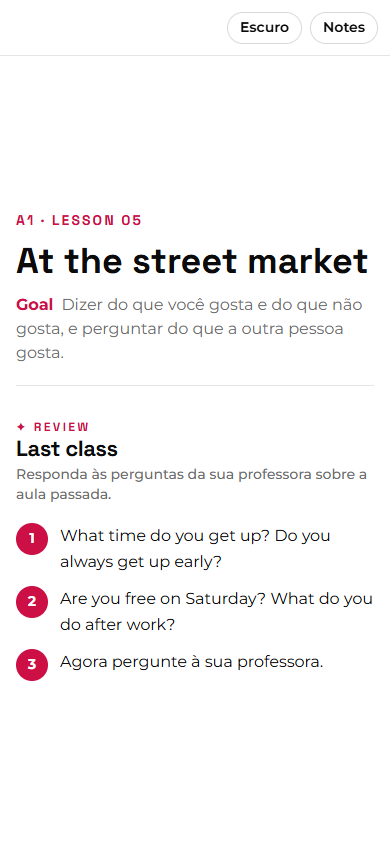 Escuro
Notes
A1 · LESSON 05
At the street market
Goal Dizer do que você gosta e do que não
gosta, e perguntar do que a outra pessoa
gosta.
✦ REVIEW
Last class
Responda às perguntas da sua professora sobre a
aula passada.
1 What time do you get up? Do you
always get up early?
2 Are you free on Saturday? What do you
do after work?
3 Agora pergunte à sua professora.